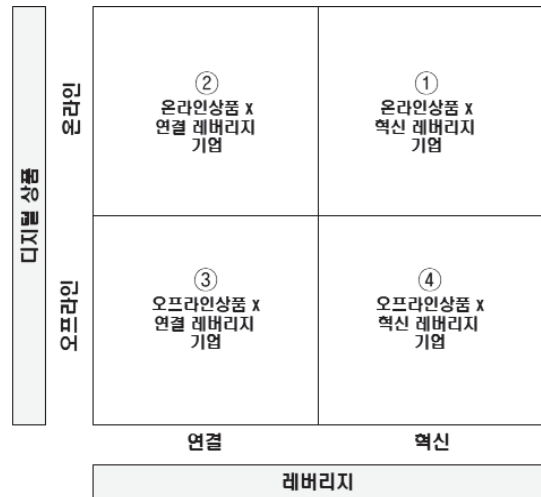 디지털 상품
온라인
②
온라인상품 x
연결 레버리지
기업
①
온라인상품 x
혁신 레버리지
기업
오프라인
③
오프라인상품 x
연결 레버리지
기업
④
오프라인상품 x
혁신 레버리지
기업
연결
혁신
레버리지